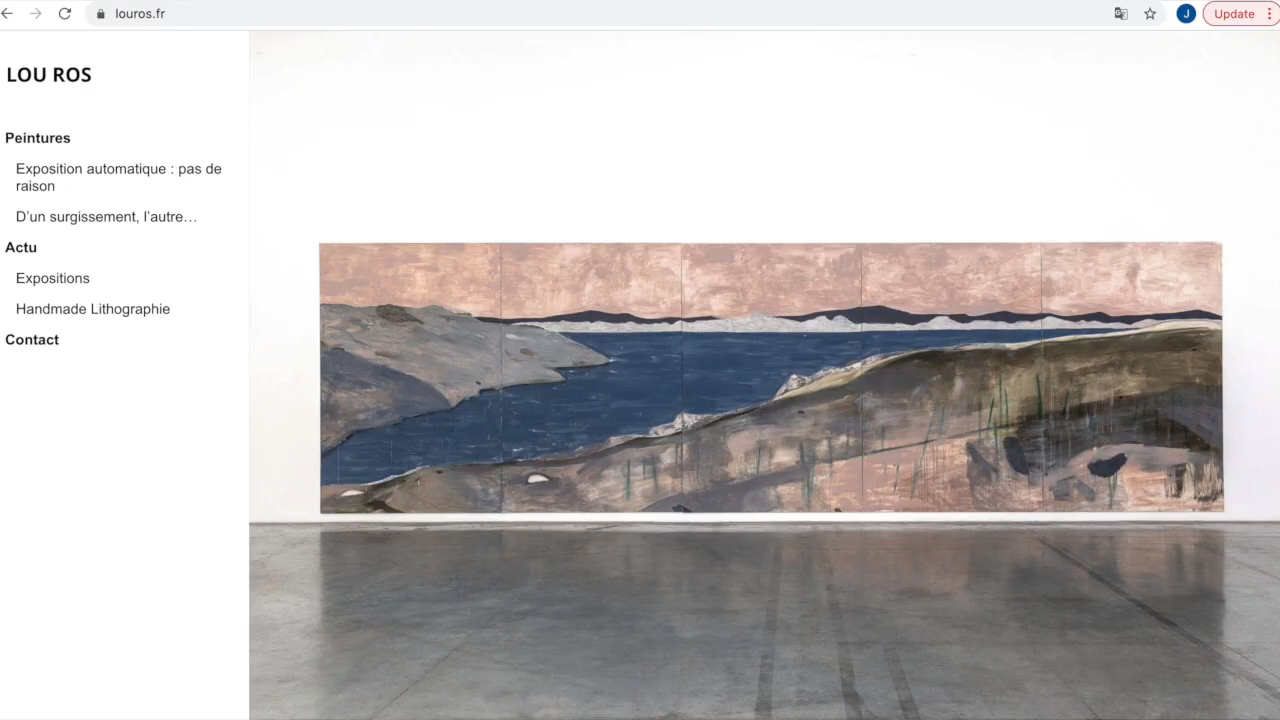 louros.fr
J
Update
LOU ROS
Peintures
Exposition automatique : pas de
raison
D’un surgissement, l’autre…
Actu
Expositions
Handmade Lithographie
Contact